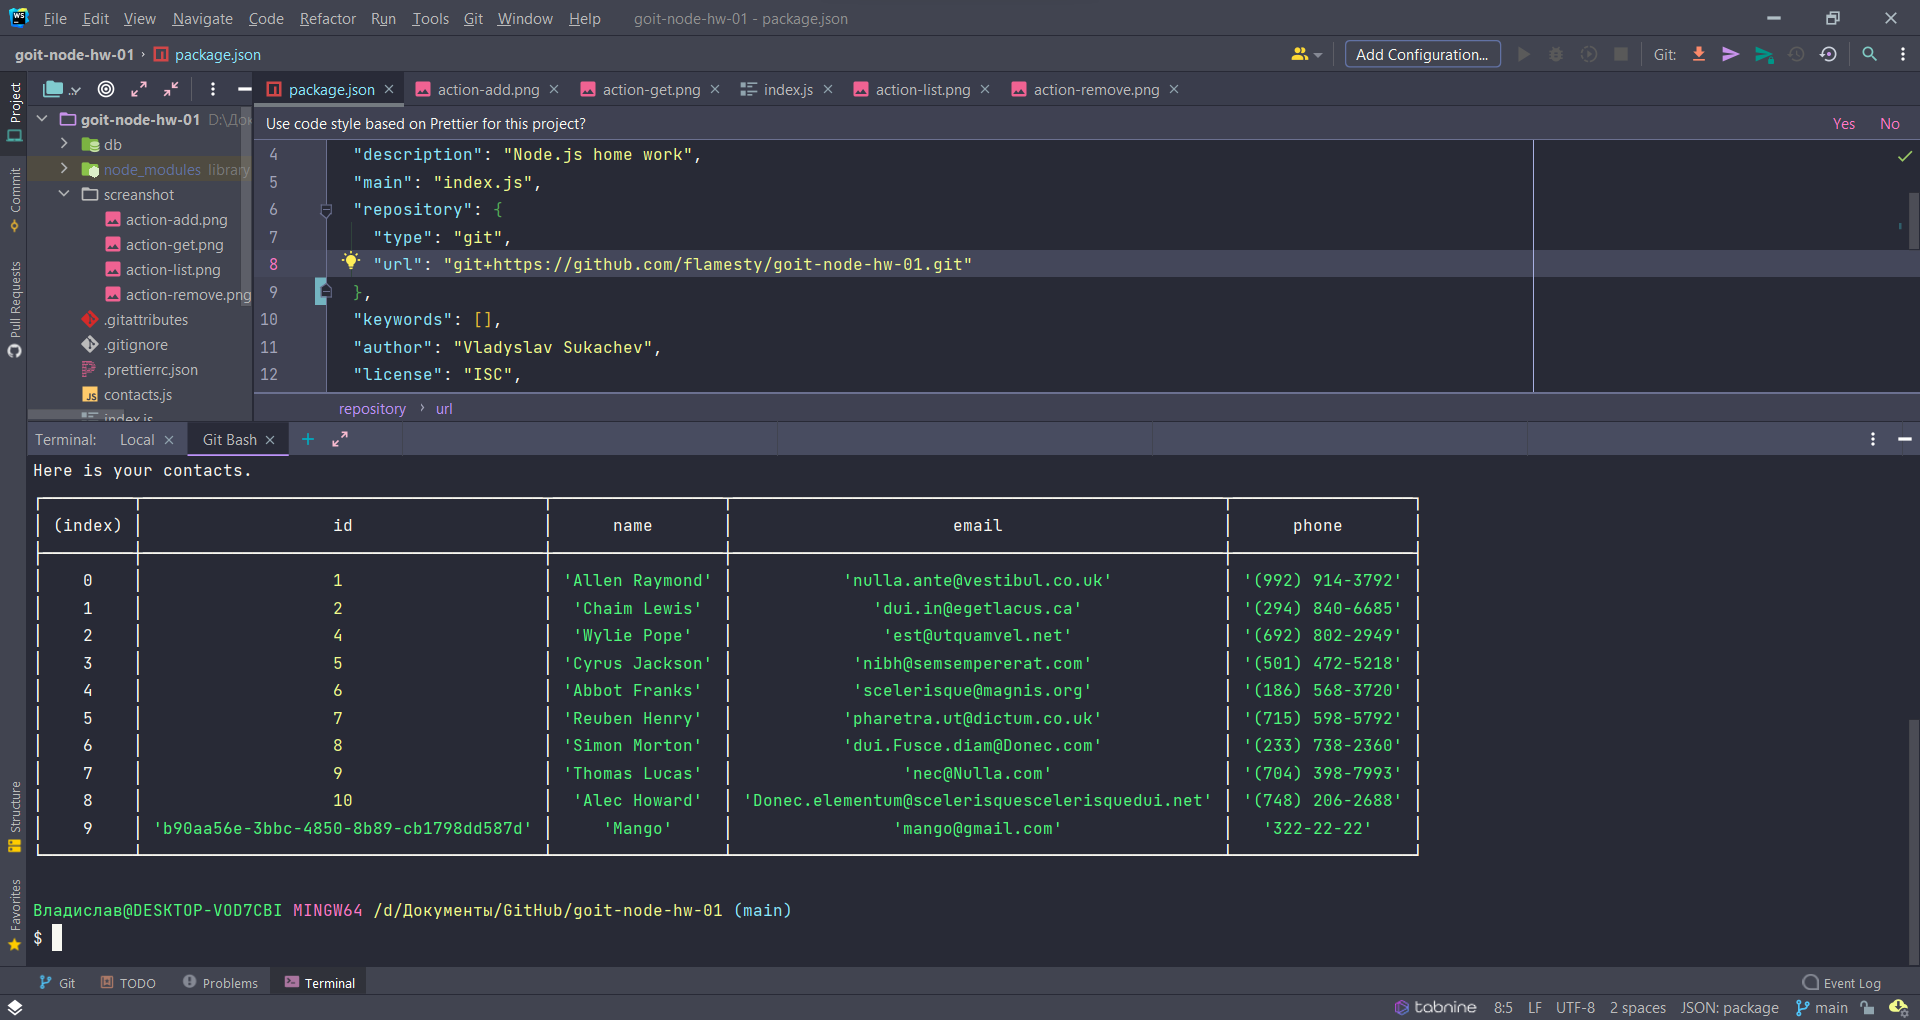 File Edit View Navigate Code Refactor Run Tools Git Window Help goit-node-hw-01 - package.json
goit-node-hw-01 › package.json Add Configuration... Git:
Project
Commit
Pull Requests
Structure
Favorites
package.json action-add.png action-get.png index.js action-list.png action-remove.png
goit-node-hw-01
db
node_modules library
screanshot
action-add.png
action-get.png
action-list.png
action-remove.png
.gitattributes
.gitignore
.prettierrc.json
contacts.js
index.js
Use code style based on Prettier for this project? Yes No
4 "description": "Node.js home work",
5 "main": "index.js",
6 "repository": {
7 "type": "git",
8 "url": "git+https://github.com/flamesty/goit-node-hw-01.git"
9 },
10 "keywords": [],
11 "author": "Vladyslav Sukachev",
12 "license": "ISC",
repository › url
Terminal: Local Git Bash
Here is your contacts.
(index) id name email phone
0 1 'Allen Raymond' 'nulla.ante@vestibul.co.uk' '(992) 914-3792'
1 2 'Chaim Lewis' 'dui.in@egetlacus.ca' '(294) 840-6685'
2 4 'Wylie Pope' 'est@utquamvel.net' '(692) 802-2949'
3 5 'Cyrus Jackson' 'nibh@semsempererat.com' '(501) 472-5218'
4 6 'Abbot Franks' 'scelerisque@magnis.org' '(186) 568-3720'
5 7 'Reuben Henry' 'pharetra.ut@dictum.co.uk' '(715) 598-5792'
6 8 'Simon Morton' 'dui.Fusce.diam@Donec.com' '(233) 738-2360'
7 9 'Thomas Lucas' 'nec@Nulla.com' '(704) 398-7993'
8 10 'Alec Howard' 'Donec.elementum@scelerisquescelerisquedui.net' '(748) 206-2688'
9 'b90aa56e-3bbc-4850-8b89-cb1798dd587d' 'Mango' 'mango@gmail.com' '322-22-22'
Владислав@DESKTOP-VOD7CBI MINGW64 /d/Документы/GitHub/goit-node-hw-01 (main)
$
Git TODO Problems Terminal Event Log
tabnine 8:5 LF UTF-8 2 spaces JSON: package main